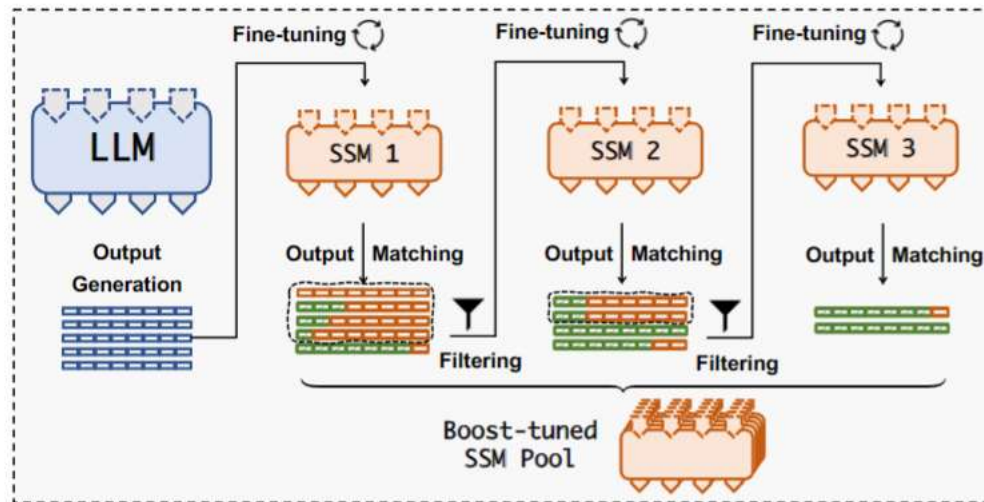 Fine-tuning
Fine-tuning
Fine-tuning
LLM
SSM 1
SSM 2
SSM 3
Output
Generation
Output Matching
Output Matching
Output Matching
Filtering
Filtering
Boost-tuned
SSM Pool